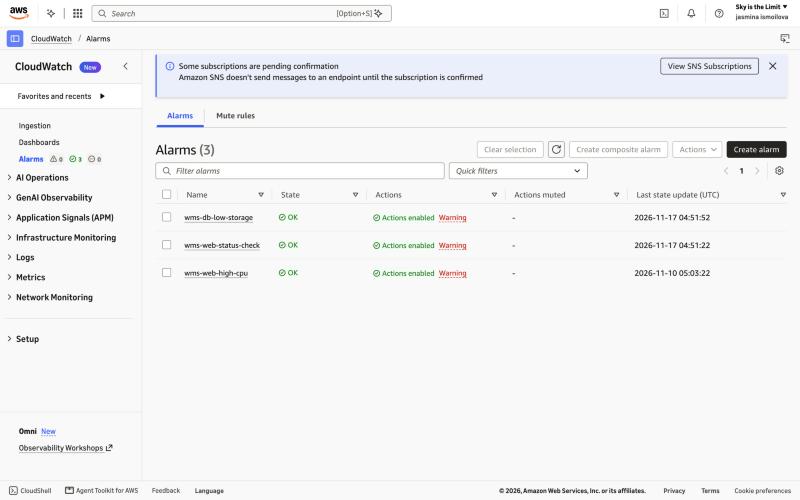 aws
Search
[Option+S]
Sky is the Limit
jasmina ismoilova
CloudWatch / Alarms
CloudWatch New
Favorites and recents
Ingestion
Dashboards
Alarms 0 3 0
AI Operations
GenAI Observability
Application Signals (APM)
Infrastructure Monitoring
Logs
Metrics
Network Monitoring
Setup
Omni New
Observability Workshops
Some subscriptions are pending confirmation
Amazon SNS doesn't send messages to an endpoint until the subscription is confirmed
View SNS Subscriptions
Alarms Mute rules
Alarms (3)
Clear selection Create composite alarm Actions Create alarm
Filter alarms Quick filters 1
Name State Actions Actions muted Last state update (UTC)
wms-db-low-storage OK Actions enabled Warning - 2026-11-17 04:51:52
wms-web-status-check OK Actions enabled Warning - 2026-11-17 04:51:22
wms-web-high-cpu OK Actions enabled Warning - 2026-11-10 05:03:22
CloudShell Agent Toolkit for AWS Feedback Language © 2026, Amazon Web Services, Inc. or its affiliates. Privacy Terms Cookie preferences